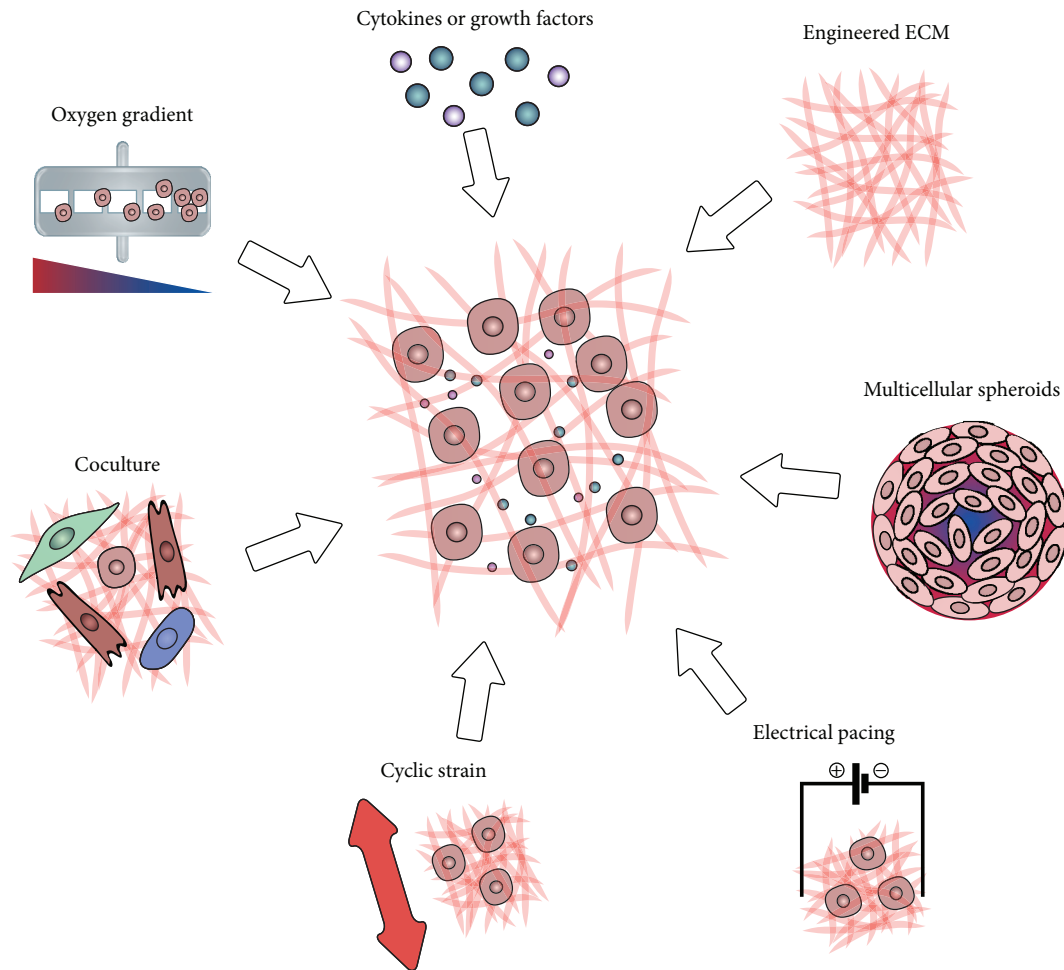 Cytokines or growth factors
Engineered ECM
Oxygen gradient
Multicellular spheroids
Coculture
Electrical pacing
Cyclic strain
+ −